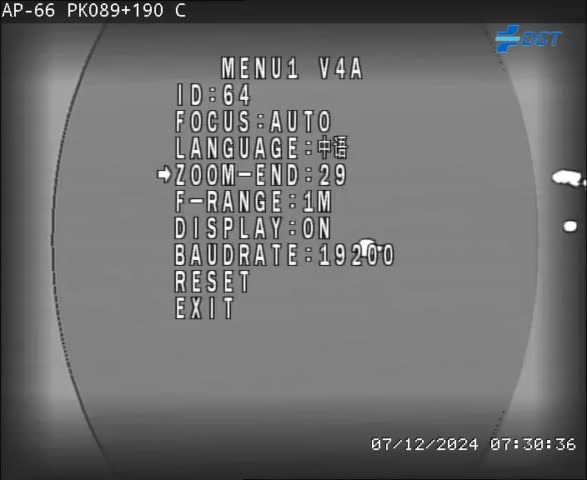 AP-66 PK089+190 C
DGT
MENU1 V4A
ID:64
FOCUS:AUTO
LANGUAGE:中语
ZOOM-END:29
F-RANGE:1M
DISPLAY:ON
BAUDRATE:19200
RESET
EXIT
07/12/2024 07:30:36